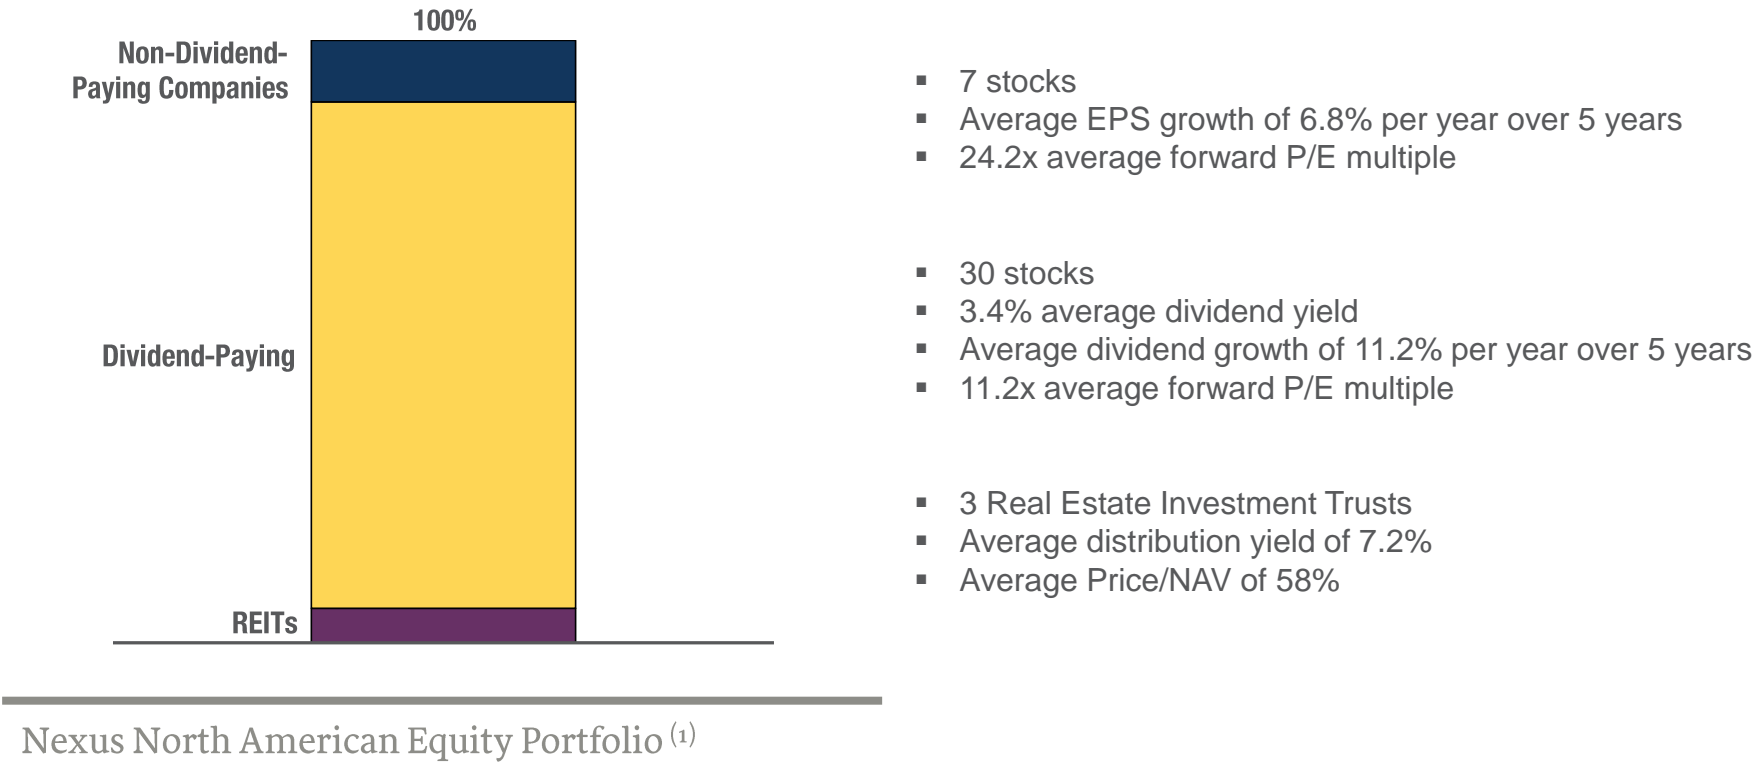 100%
Non-Dividend-
Paying Companies
▪ 7 stocks
▪ Average EPS growth of 6.8% per year over 5 years
▪ 24.2x average forward P/E multiple
Dividend-Paying
▪ 30 stocks
▪ 3.4% average dividend yield
▪ Average dividend growth of 11.2% per year over 5 years
▪ 11.2x average forward P/E multiple
REITs
▪ 3 Real Estate Investment Trusts
▪ Average distribution yield of 7.2%
▪ Average Price/NAV of 58%
Nexus North American Equity Portfolio (1)